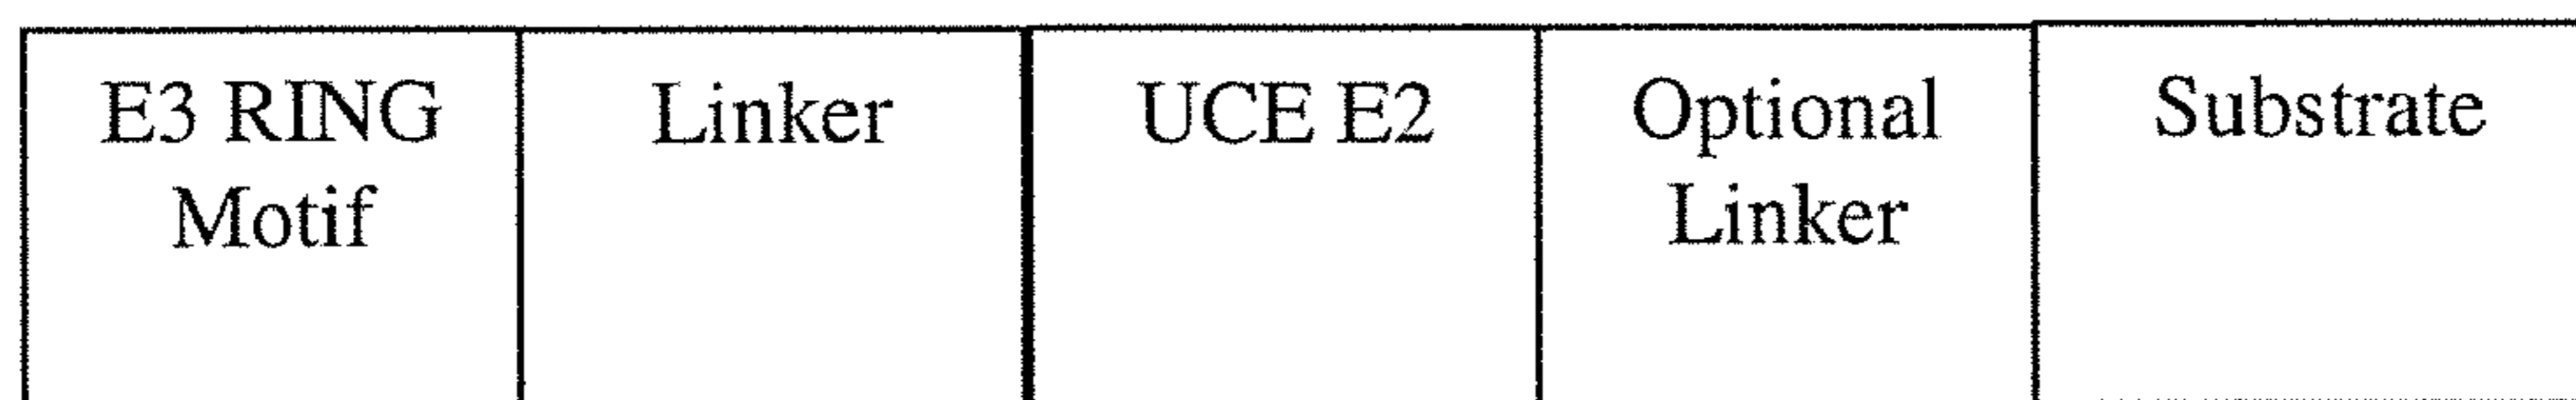 E3 RING
Motif
Linker
UCE E2
Optional
Linker
Substrate